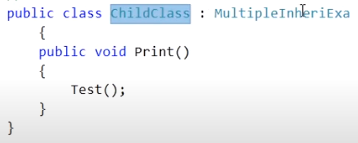 public class ChildClass : MultipleInheriExa
{
public void Print()
{
Test();
}
}